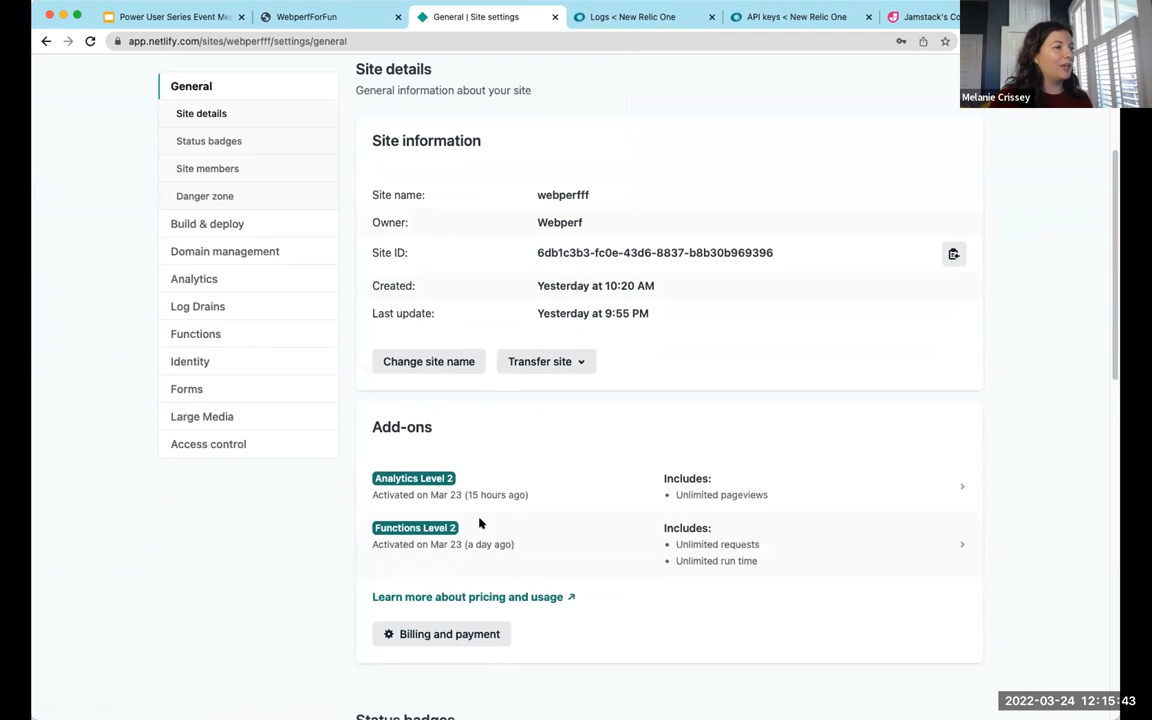 Power User Series Event Me
WebperfForFun
General | Site settings
Logs < New Relic One
API keys < New Relic One
Jamstack's Co
app.netlify.com/sites/webperfff/settings/general
Melanie Crissey
General
Site details
Status badges
Site members
Danger zone
Build & deploy
Domain management
Analytics
Log Drains
Functions
Identity
Forms
Large Media
Access control
Site details
General information about your site
Site information
Site name: webperfff
Owner: Webperf
Site ID: 6db1c3b3-fc0e-43d6-8837-b8b30b969396
Created: Yesterday at 10:20 AM
Last update: Yesterday at 9:55 PM
Change site name Transfer site
Add-ons
Analytics Level 2
Activated on Mar 23 (15 hours ago)
Includes:
• Unlimited pageviews
Functions Level 2
Activated on Mar 23 (a day ago)
Includes:
• Unlimited requests
• Unlimited run time
Learn more about pricing and usage
Billing and payment
Status badges
2022-03-24 12:15:43